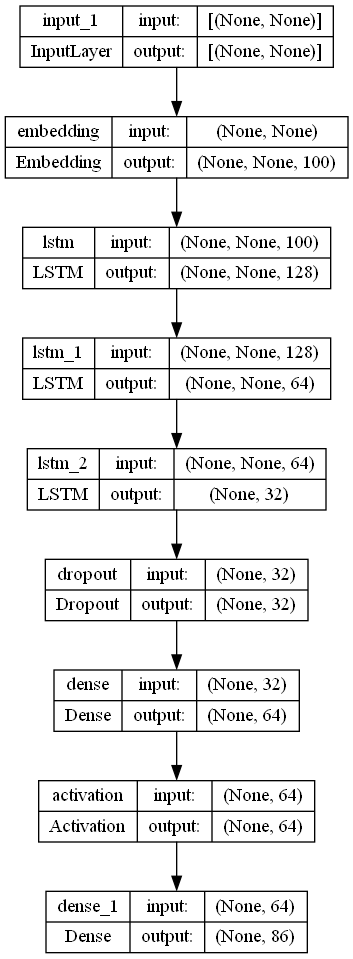 input_1 input: [(None, None)]
InputLayer output: [(None, None)]
embedding input: (None, None)
Embedding output: (None, None, 100)
lstm input: (None, None, 100)
LSTM output: (None, None, 128)
lstm_1 input: (None, None, 128)
LSTM output: (None, None, 64)
lstm_2 input: (None, None, 64)
LSTM output: (None, 32)
dropout input: (None, 32)
Dropout output: (None, 32)
dense input: (None, 32)
Dense output: (None, 64)
activation input: (None, 64)
Activation output: (None, 64)
dense_1 input: (None, 64)
Dense output: (None, 86)